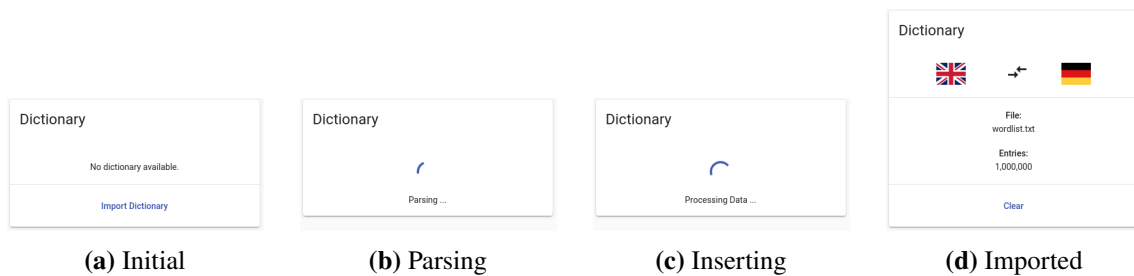 Dictionary
No dictionary available.
Import Dictionary
(a) Initial
Dictionary
Parsing ...
(b) Parsing
Dictionary
Processing Data ...
(c) Inserting
Dictionary
File:
wordlist.txt
Entries:
1,000,000
Clear
(d) Imported